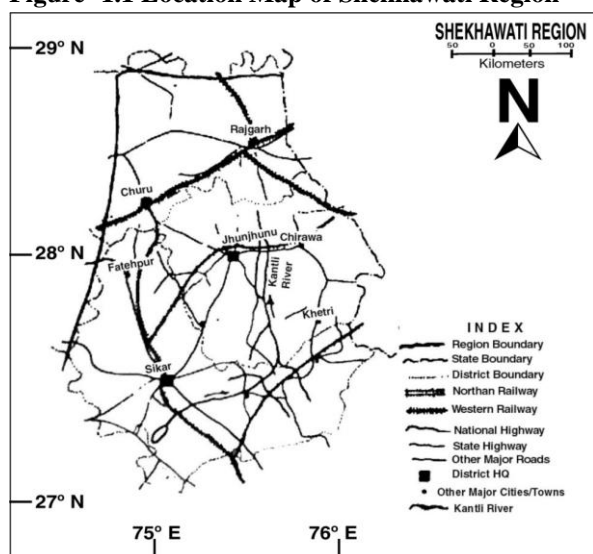 Figure -1.1 Location Map of Shekhawati Region
SHEKHAWATI REGION
50 0 50 100
Kilometers
N
29° N
28° N
27° N
75° E
76° E
Rajgarh
Churu
Jhunjhunu
Chirawa
Fatehpur
Kantli
River
Khetri
Sikar
INDEX
Region Boundary
State Boundary
District Boundary
Northan Railway
Western Railway
National Highway
State Highway
Other Major Roads
District HQ
Other Major Cities/Towns
Kantli River